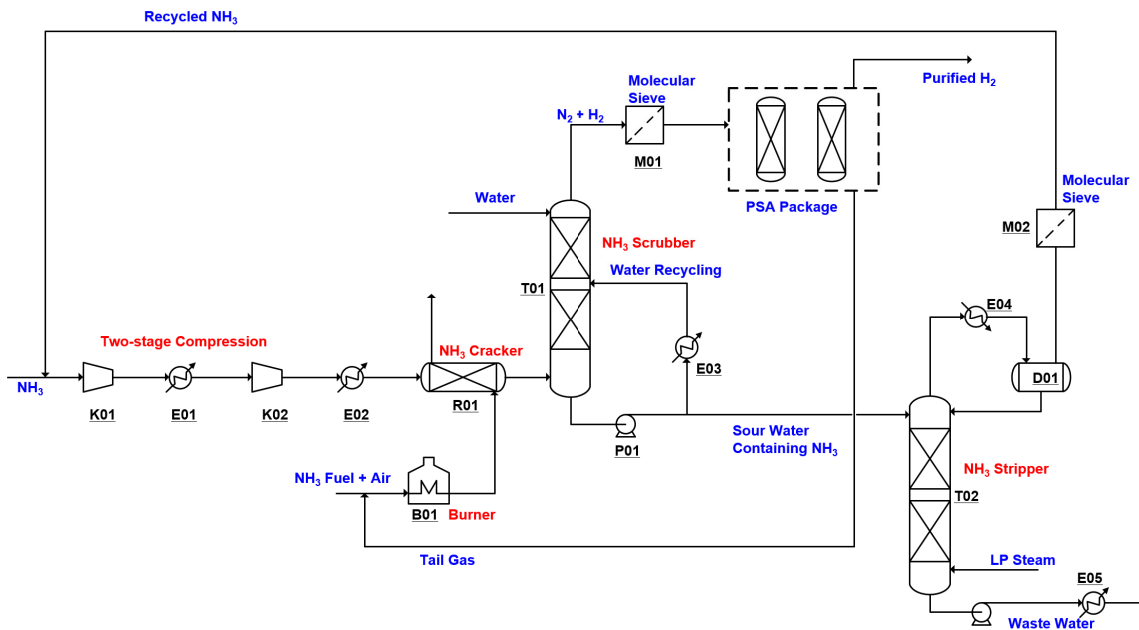 Recycled NH₃
Purified H₂
Molecular
Sieve
N₂ + H₂
M01
Molecular
Sieve
Water
PSA Package
M02
NH₃ Scrubber
Water Recycling
T01
E04
Two-stage Compression
NH₃ Cracker
E03
D01
NH₃
K01
E01
K02
E02
R01
P01
Sour Water
Containing NH₃
NH₃ Stripper
NH₃ Fuel + Air
T02
B01
Burner
Tail Gas
LP Steam
E05
Waste Water